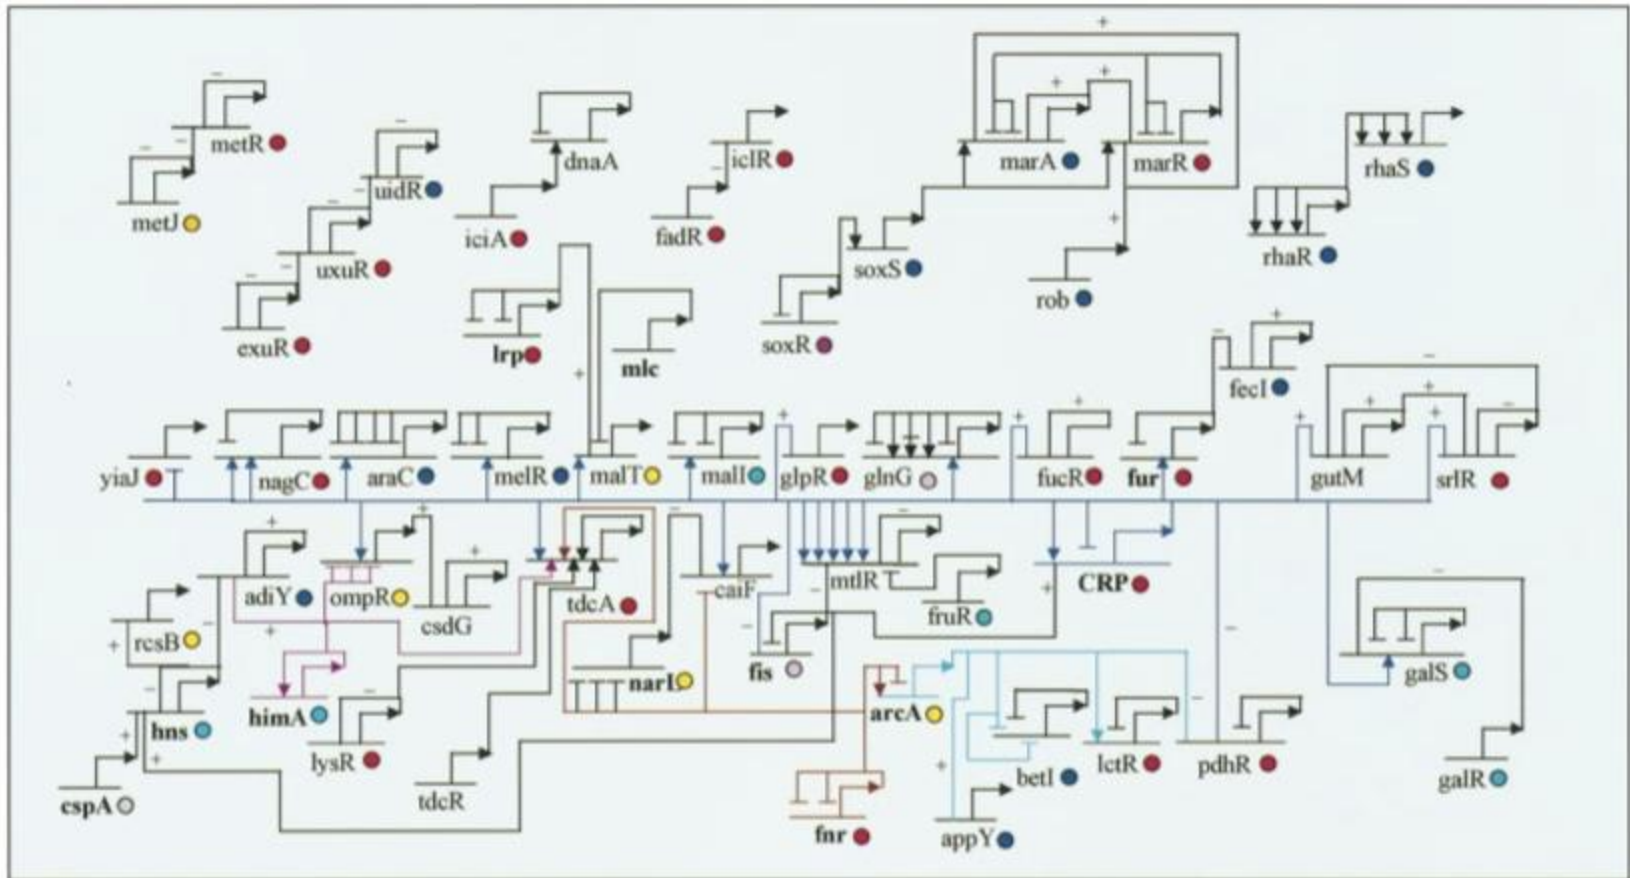 metR
metJ
uidR
uxuR
exuR
dnaA
iciA
iclR
fadR
marA
marR
rhaS
rhaR
soxS
soxR
rob
lrp
mlc
fecI
yiaJ
nagC
araC
melR
malT
malI
glpR
glnG
fucR
fur
gutM
srlR
adiY
ompR
csdG
tdcA
caiF
mtlR
fruR
CRP
rcsB
hns
himA
narL
fis
arcA
galS
cspA
lysR
tdcR
fnr
appY
betI
lctR
pdhR
galR